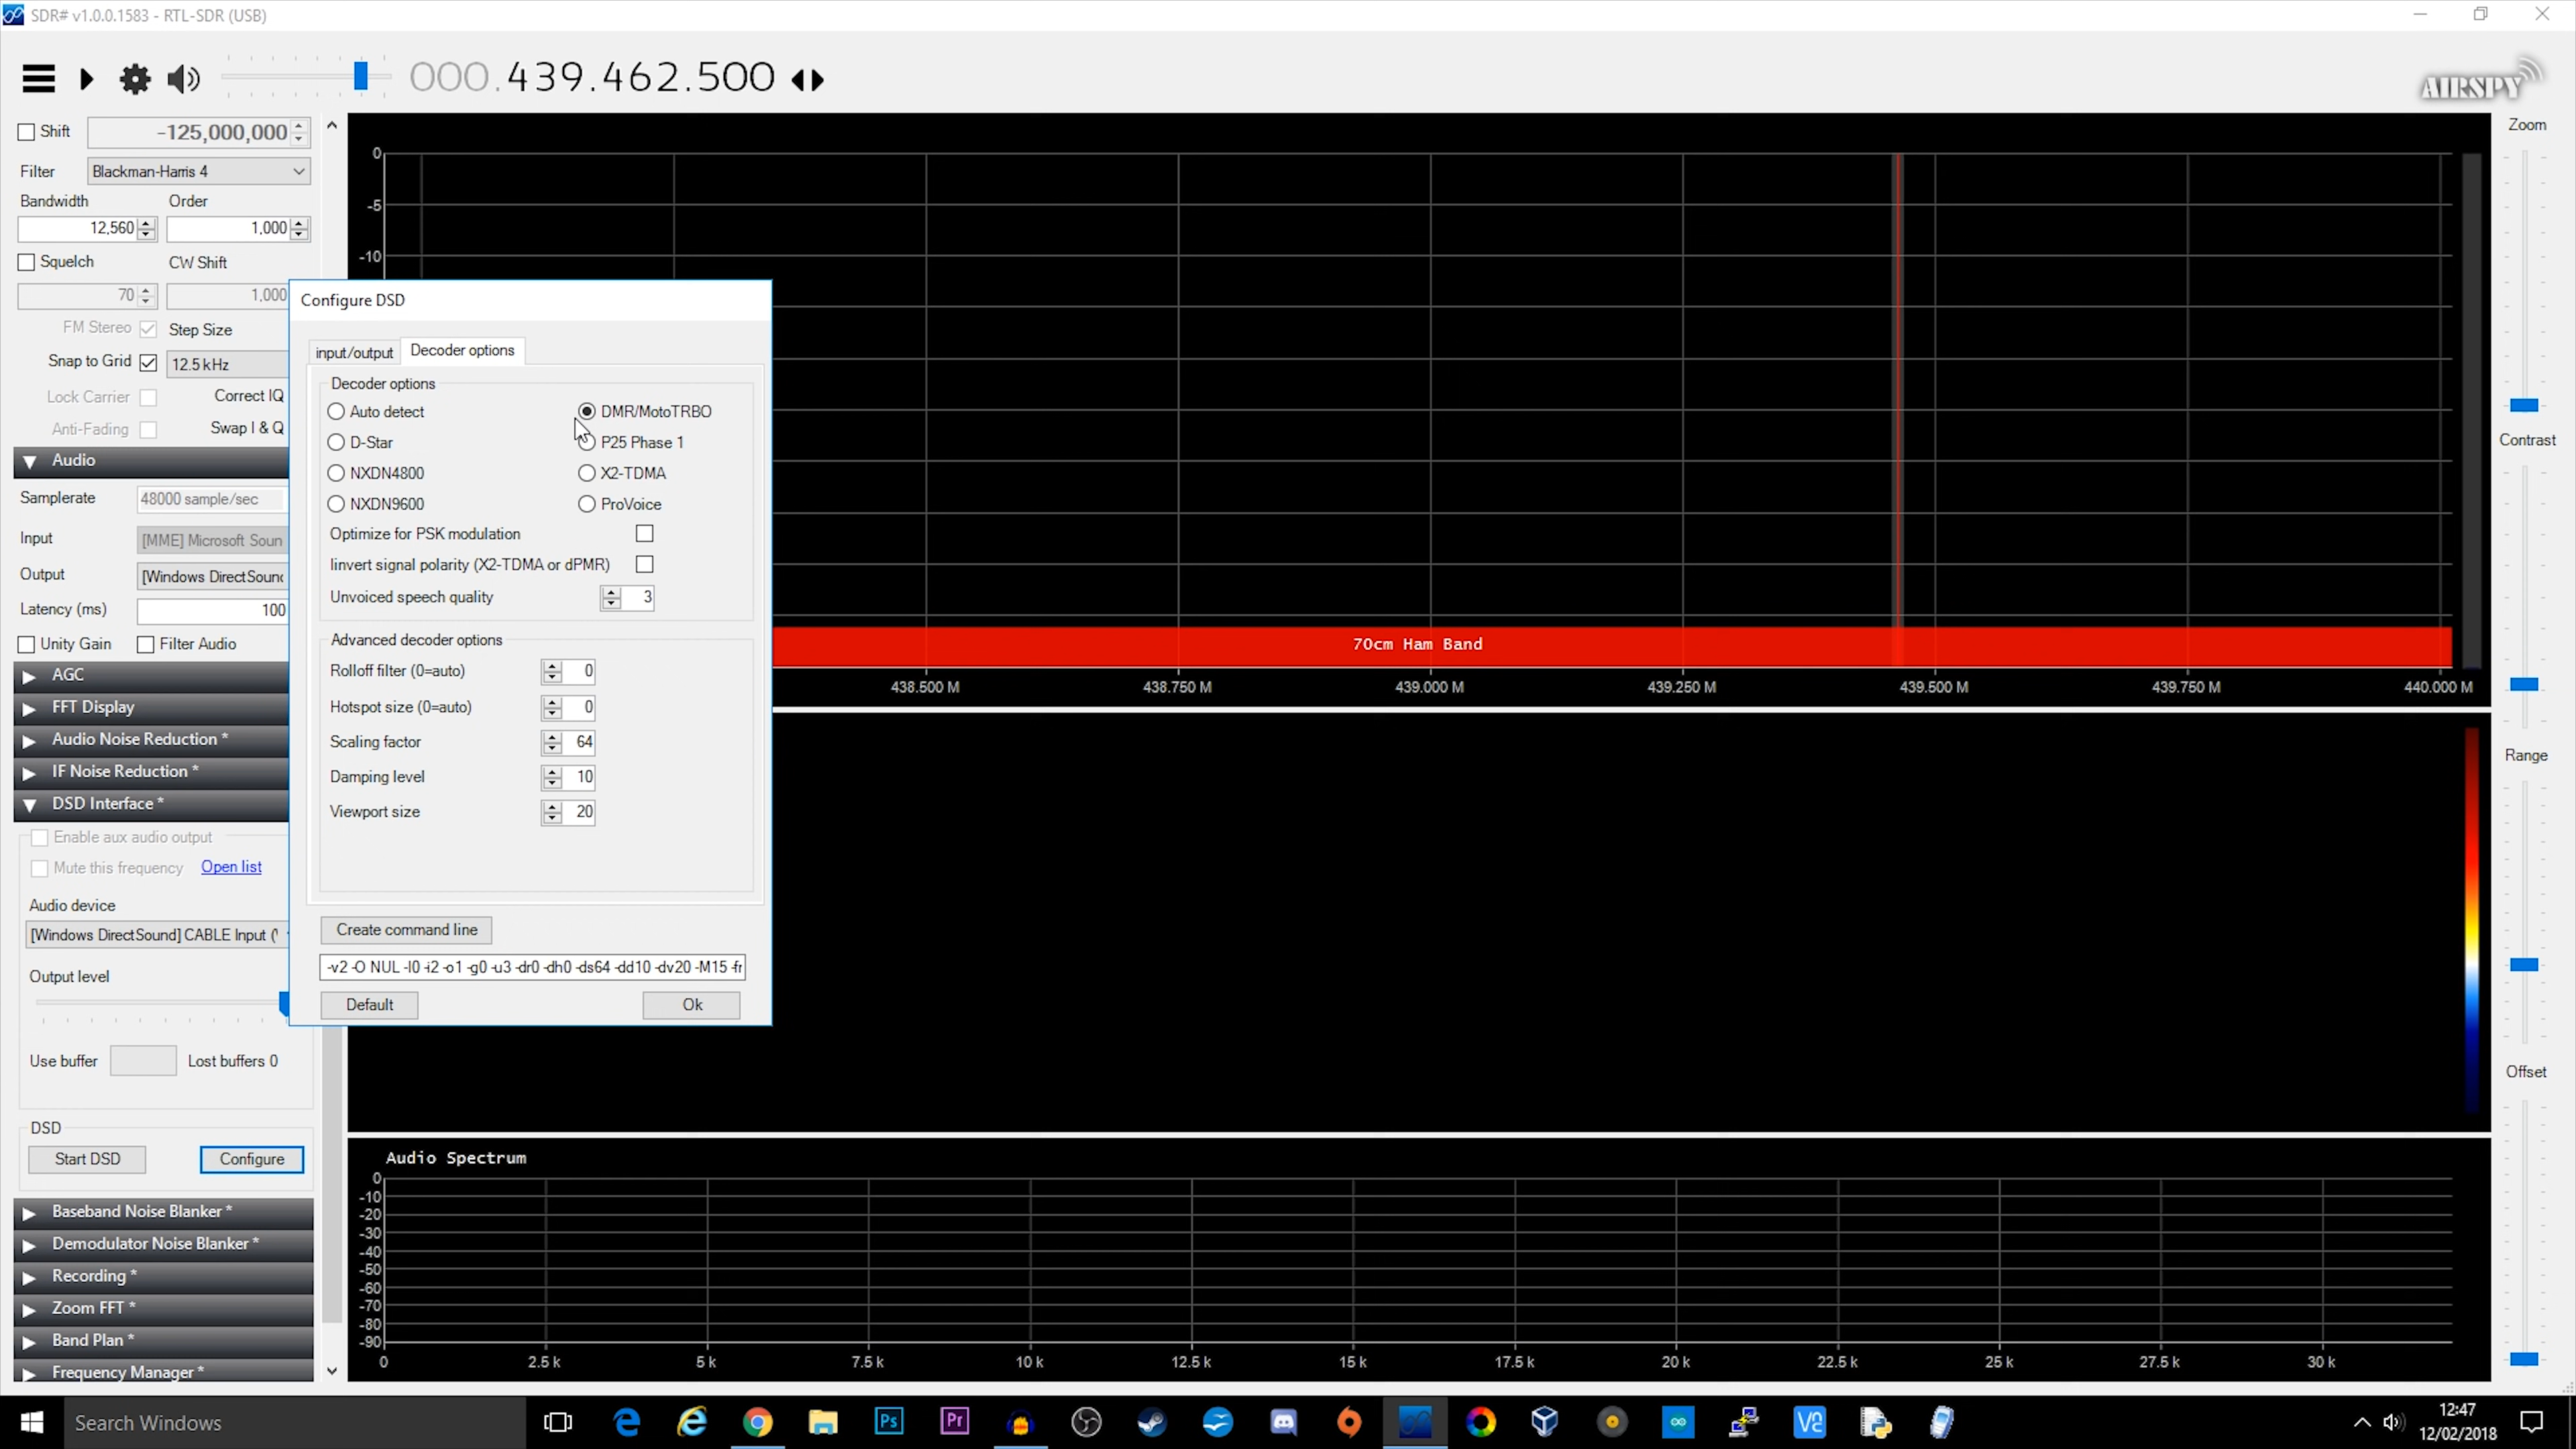 SDR# v1.0.0.1583 - RTL-SDR (USB)
000.439.462.500
AIRSPY
Shift -125,000,000
Filter Blackman-Harris 4
Bandwidth Order
12,560 1,000
Squelch CW Shift
70 1,000
FM Stereo Step Size
Snap to Grid 12.5 kHz
Lock Carrier Correct IQ
Anti-Fading Swap I & Q
Audio
Samplerate 48000 sample/sec
Input [MME] Microsoft Soun
Output [Windows DirectSound
Latency (ms) 100
Unity Gain Filter Audio
AGC
FFT Display
Audio Noise Reduction *
IF Noise Reduction *
DSD Interface *
Enable aux audio output
Mute this frequency Open list
Audio device
[Windows DirectSound] CABLE Input (
Output level
Use buffer Lost buffers 0
DSD
Start DSD Configure
Baseband Noise Blanker *
Demodulator Noise Blanker *
Recording *
Zoom FFT *
Band Plan *
Frequency Manager *
Configure DSD
input/output Decoder options
Decoder options
Auto detect DMR/MotoTRBO
D-Star P25 Phase 1
NXDN4800 X2-TDMA
NXDN9600 ProVoice
Optimize for PSK modulation
Iinvert signal polarity (X2-TDMA or dPMR)
Unvoiced speech quality 3
Advanced decoder options
Rolloff filter (0=auto) 0
Hotspot size (0=auto) 0
Scaling factor 64
Damping level 10
Viewport size 20
Create command line
-v2 -O NUL -l0 -i2 -o1 -g0 -u3 -dr0 -dh0 -ds64 -dd10 -dv20 -M15 -fr
Default Ok
0
-5
-10
70cm Ham Band
438.500 M 438.750 M 439.000 M 439.250 M 439.500 M 439.750 M 440.000 M
Audio Spectrum
0
-10
-20
-30
-40
-50
-60
-70
-80
-90
0 2.5 k 5 k 7.5 k 10 k 12.5 k 15 k 17.5 k 20 k 22.5 k 25 k 27.5 k 30 k
Zoom
Contrast
Range
Offset
Search Windows
Ps
Pr
12:47
12/02/2018